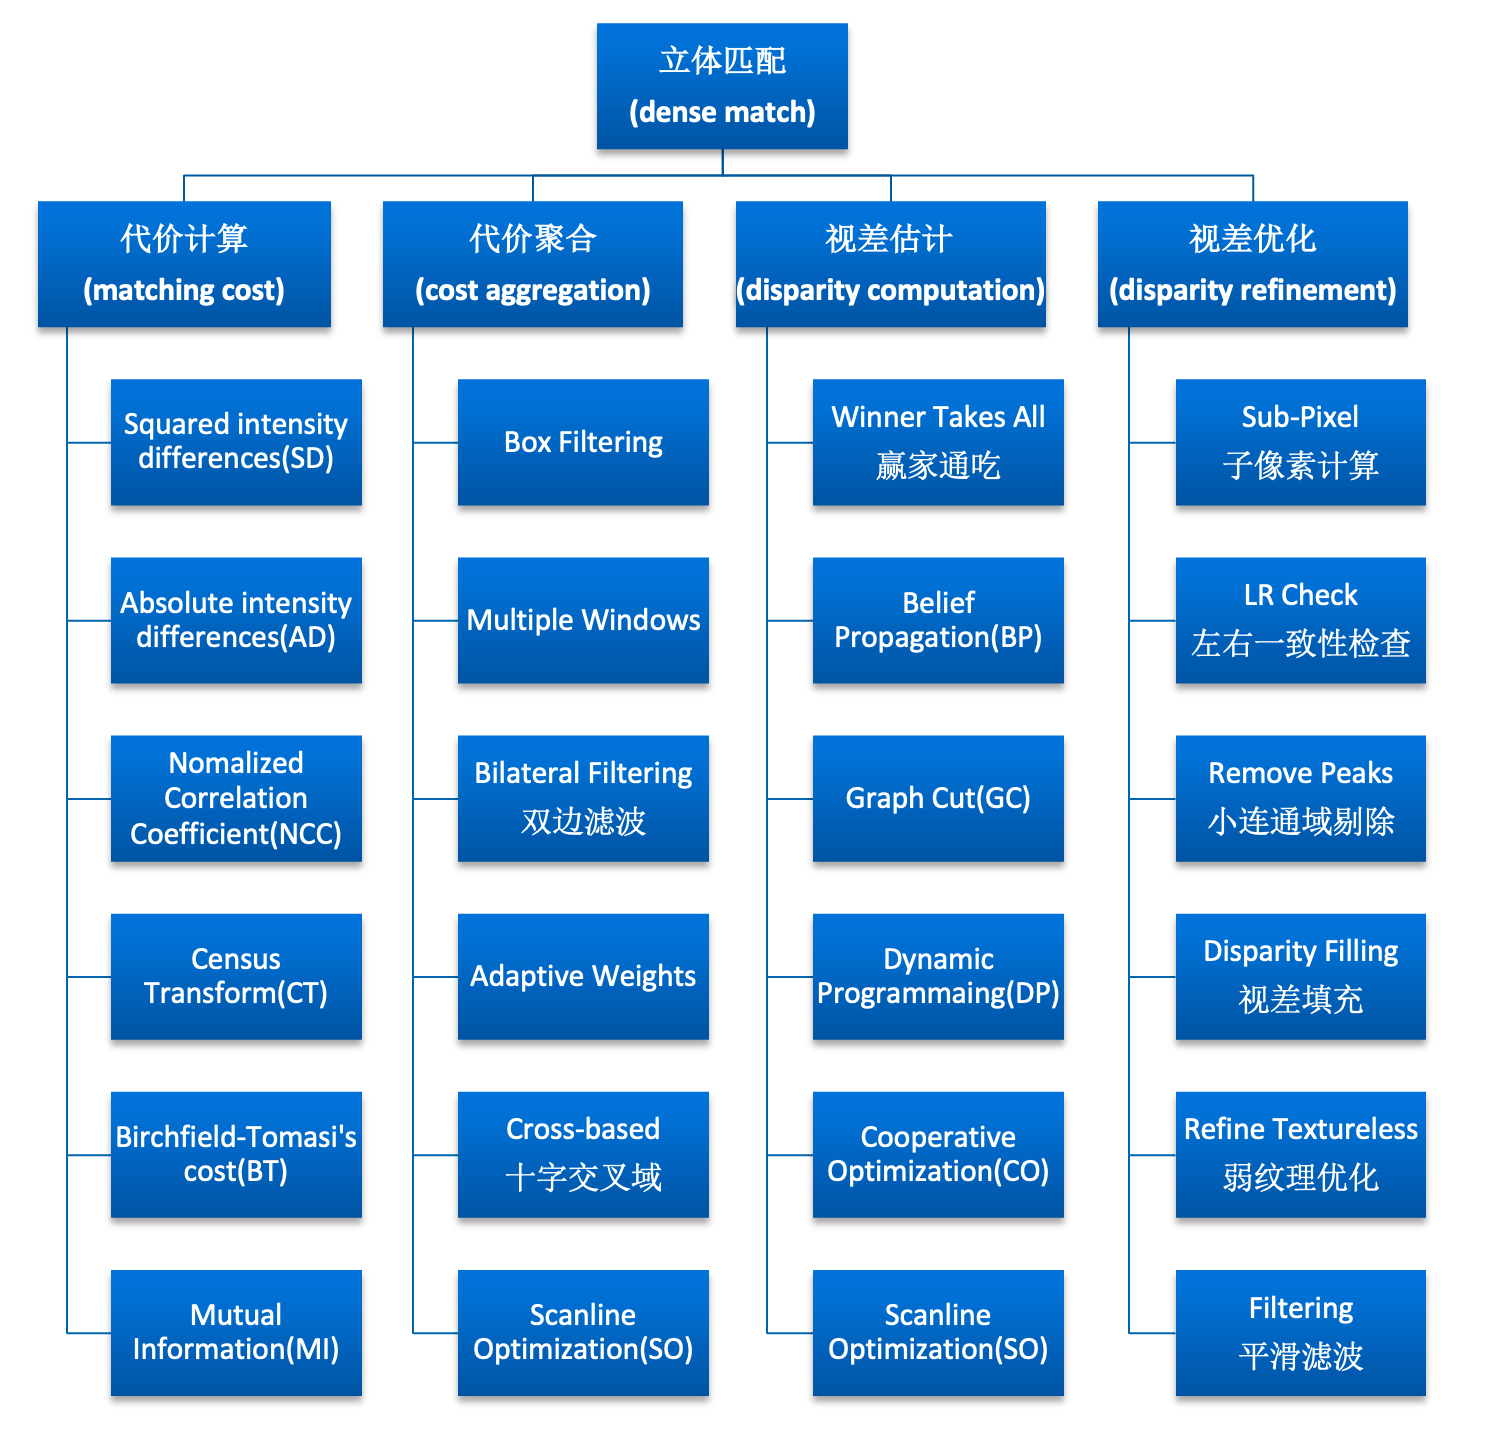 立体匹配
(dense match)
代价计算
(matching cost)
Squared intensity
differences(SD)
Absolute intensity
differences(AD)
Nomalized
Correlation
Coefficient(NCC)
Census
Transform(CT)
Birchfield-Tomasi's
cost(BT)
Mutual
Information(MI)
代价聚合
(cost aggregation)
Box Filtering
Multiple Windows
Bilateral Filtering
双边滤波
Adaptive Weights
Cross-based
十字交叉域
Scanline
Optimization(SO)
视差估计
(disparity computation)
Winner Takes All
赢家通吃
Belief
Propagation(BP)
Graph Cut(GC)
Dynamic
Programmaing(DP)
Cooperative
Optimization(CO)
Scanline
Optimization(SO)
视差优化
(disparity refinement)
Sub-Pixel
子像素计算
LR Check
左右一致性检查
Remove Peaks
小连通域剔除
Disparity Filling
视差填充
Refine Textureless
弱纹理优化
Filtering
平滑滤波